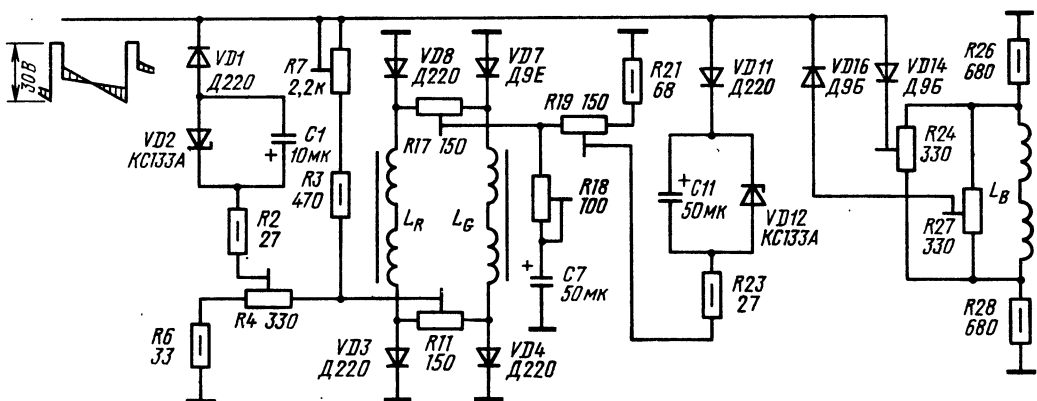 30В
VD1
Д220
VD2
КС133А
C1
+ 10мк
R2
27
R6
33
R4 330
R7
2,2к
R3
470
VD8
Д220
VD7
Д9Е
R17 150
L_R
L_G
VD3
Д220
R11
150
VD4
Д220
R19 150
R21
68
R18
100
+
C7
50мк
VD11
Д220
+
C11
50мк
VD12
КС133А
R23
27
VD16
Д9Б
VD14
Д9Б
R26
680
R24
330
R27
330
L_B
R28
680